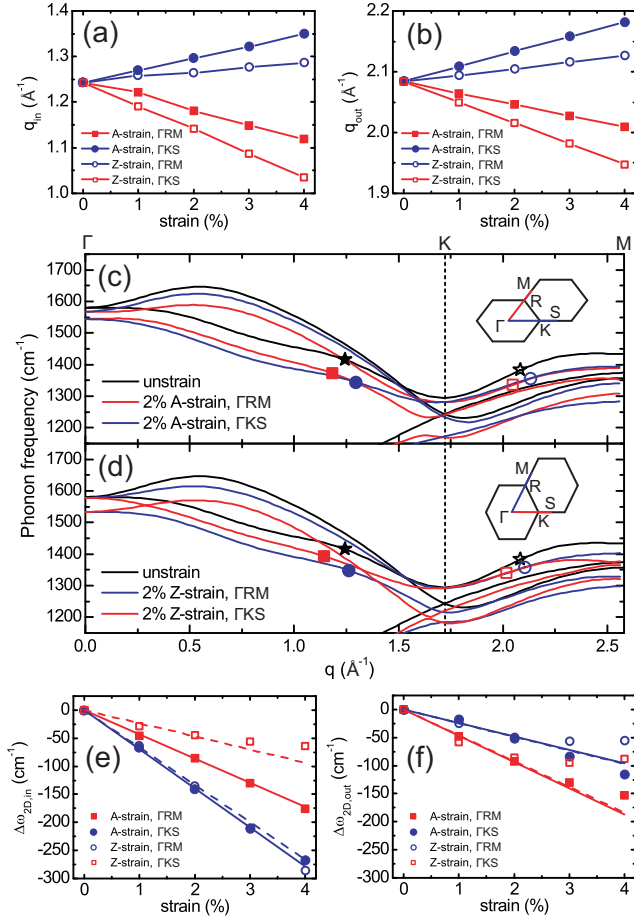 (a)
q_in (Å⁻¹)
1.4
1.3
1.2
1.1
1.0
A-strain, ΓRM
A-strain, ΓKS
Z-strain, ΓRM
Z-strain, ΓKS
0 1 2 3 4
strain (%)
(b)
q_out (Å⁻¹)
2.2
2.1
2.0
1.9
A-strain, ΓRM
A-strain, ΓKS
Z-strain, ΓRM
Z-strain, ΓKS
0 1 2 3 4
strain (%)
Γ K M
(c)
Phonon frequency (cm⁻¹)
1700
1600
1500
1400
1300
1200
unstrain
2% A-strain, ΓRM
2% A-strain, ΓKS
M
R
S
Γ
K
(d)
1700
1600
1500
1400
1300
1200
unstrain
2% Z-strain, ΓRM
2% Z-strain, ΓKS
M
R
S
Γ
K
0.0 0.5 1.0 1.5 2.0 2.5
q (Å⁻¹)
(e)
Δω_2D,in (cm⁻¹)
0
-50
-100
-150
-200
-250
-300
A-strain, ΓRM
A-strain, ΓKS
Z-strain, ΓRM
Z-strain, ΓKS
0 1 2 3 4
strain (%)
(f)
Δω_2D,out (cm⁻¹)
0
-50
-100
-150
-200
-250
-300
A-strain, ΓRM
A-strain, ΓKS
Z-strain, ΓRM
Z-strain, ΓKS
0 1 2 3 4
strain (%)